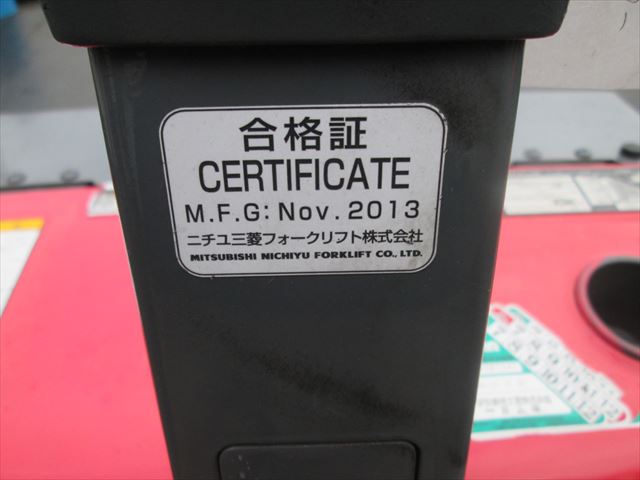 合格証
CERTIFICATE
M.F.G: Nov. 2013
ニチユ三菱フォークリフト株式会社
MITSUBISHI NICHIYU FORKLIFT CO., LTD.